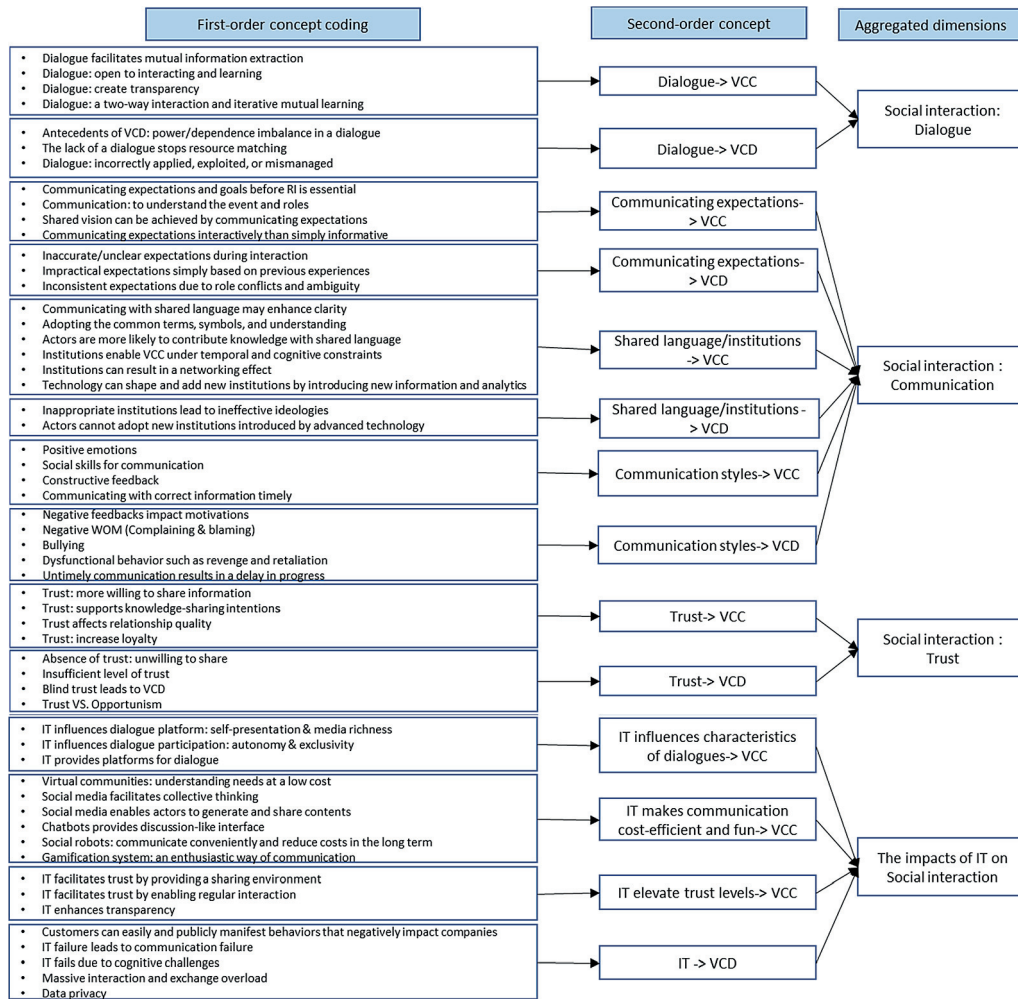 First-order concept coding
Second-order concept
Aggregated dimensions
• Dialogue facilitates mutual information extraction
• Dialogue: open to interacting and learning
• Dialogue: create transparency
• Dialogue: a two-way interaction and iterative mutual learning
Dialogue-> VCC
• Antecedents of VCD: power/dependence imbalance in a dialogue
• The lack of a dialogue stops resource matching
• Dialogue: incorrectly applied, exploited, or mismanaged
Dialogue-> VCD
Social interaction:
Dialogue
• Communicating expectations and goals before RI is essential
• Communication: to understand the event and roles
• Shared vision can be achieved by communicating expectations
• Communicating expectations interactively than simply informative
Communicating expectations-
> VCC
• Inaccurate/unclear expectations during interaction
• Impractical expectations simply based on previous experiences
• Inconsistent expectations due to role conflicts and ambiguity
Communicating expectations-
> VCD
• Communicating with shared language may enhance clarity
• Adopting the common terms, symbols, and understanding
• Actors are more likely to contribute knowledge with shared language
• Institutions enable VCC under temporal and cognitive constraints
• Institutions can result in a networking effect
• Technology can shape and add new institutions by introducing new information and analytics
Shared language/institutions
-> VCC
• Inappropriate institutions lead to ineffective ideologies
• Actors cannot adopt new institutions introduced by advanced technology
Shared language/institutions -
> VCD
• Positive emotions
• Social skills for communication
• Constructive feedback
• Communicating with correct information timely
Communication styles-> VCC
• Negative feedbacks impact motivations
• Negative WOM (Complaining & blaming)
• Bullying
• Dysfunctional behavior such as revenge and retaliation
• Untimely communication results in a delay in progress
Communication styles-> VCD
Social interaction :
Communication
• Trust: more willing to share information
• Trust: supports knowledge-sharing intentions
• Trust affects relationship quality
• Trust: increase loyalty
Trust-> VCC
• Absence of trust: unwilling to share
• Insufficient level of trust
• Blind trust leads to VCD
• Trust VS. Opportunism
Trust-> VCD
Social interaction :
Trust
• IT influences dialogue platform: self-presentation & media richness
• IT influences dialogue participation: autonomy & exclusivity
• IT provides platforms for dialogue
IT influences characteristics
of dialogues-> VCC
• Virtual communities: understanding needs at a low cost
• Social media facilitates collective thinking
• Social media enables actors to generate and share contents
• Chatbots provides discussion-like interface
• Social robots: communicate conveniently and reduce costs in the long term
• Gamification system: an enthusiastic way of communication
IT makes communication
cost-efficient and fun-> VCC
• IT facilitates trust by providing a sharing environment
• IT facilitates trust by enabling regular interaction
• IT enhances transparency
IT elevate trust levels-> VCC
• Customers can easily and publicly manifest behaviors that negatively impact companies
• IT failure leads to communication failure
• IT fails due to cognitive challenges
• Massive interaction and exchange overload
• Data privacy
IT -> VCD
The impacts of IT on
Social interaction